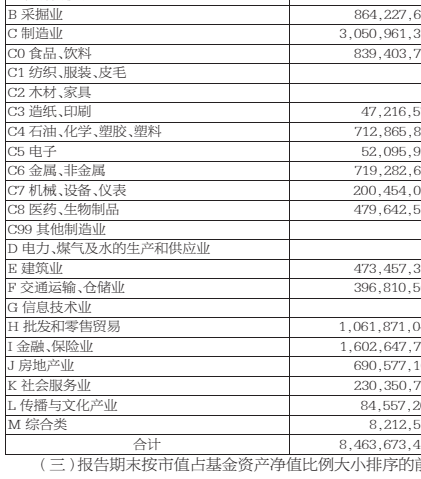 B 采掘业 864,227,6
C 制造业 3,050,961,3
C0 食品、饮料 839,403,7
C1 纺织、服装、皮毛
C2 木材、家具
C3 造纸、印刷 47,216,5
C4 石油、化学、塑胶、塑料 712,865,8
C5 电子 52,095,9
C6 金属、非金属 719,282,6
C7 机械、设备、仪表 200,454,0
C8 医药、生物制品 479,642,5
C99 其他制造业
D 电力、煤气及水的生产和供应业
E 建筑业 473,457,3
F 交通运输、仓储业 396,810,5
G 信息技术业
H 批发和零售贸易 1,061,871,0
I 金融、保险业 1,602,647,7
J 房地产业 690,577,1
K 社会服务业 230,350,7
L 传播与文化产业 84,557,2
M 综合类 8,212,5
合计 8,463,673,4
（三）报告期末按市值占基金资产净值比例大小排序的前